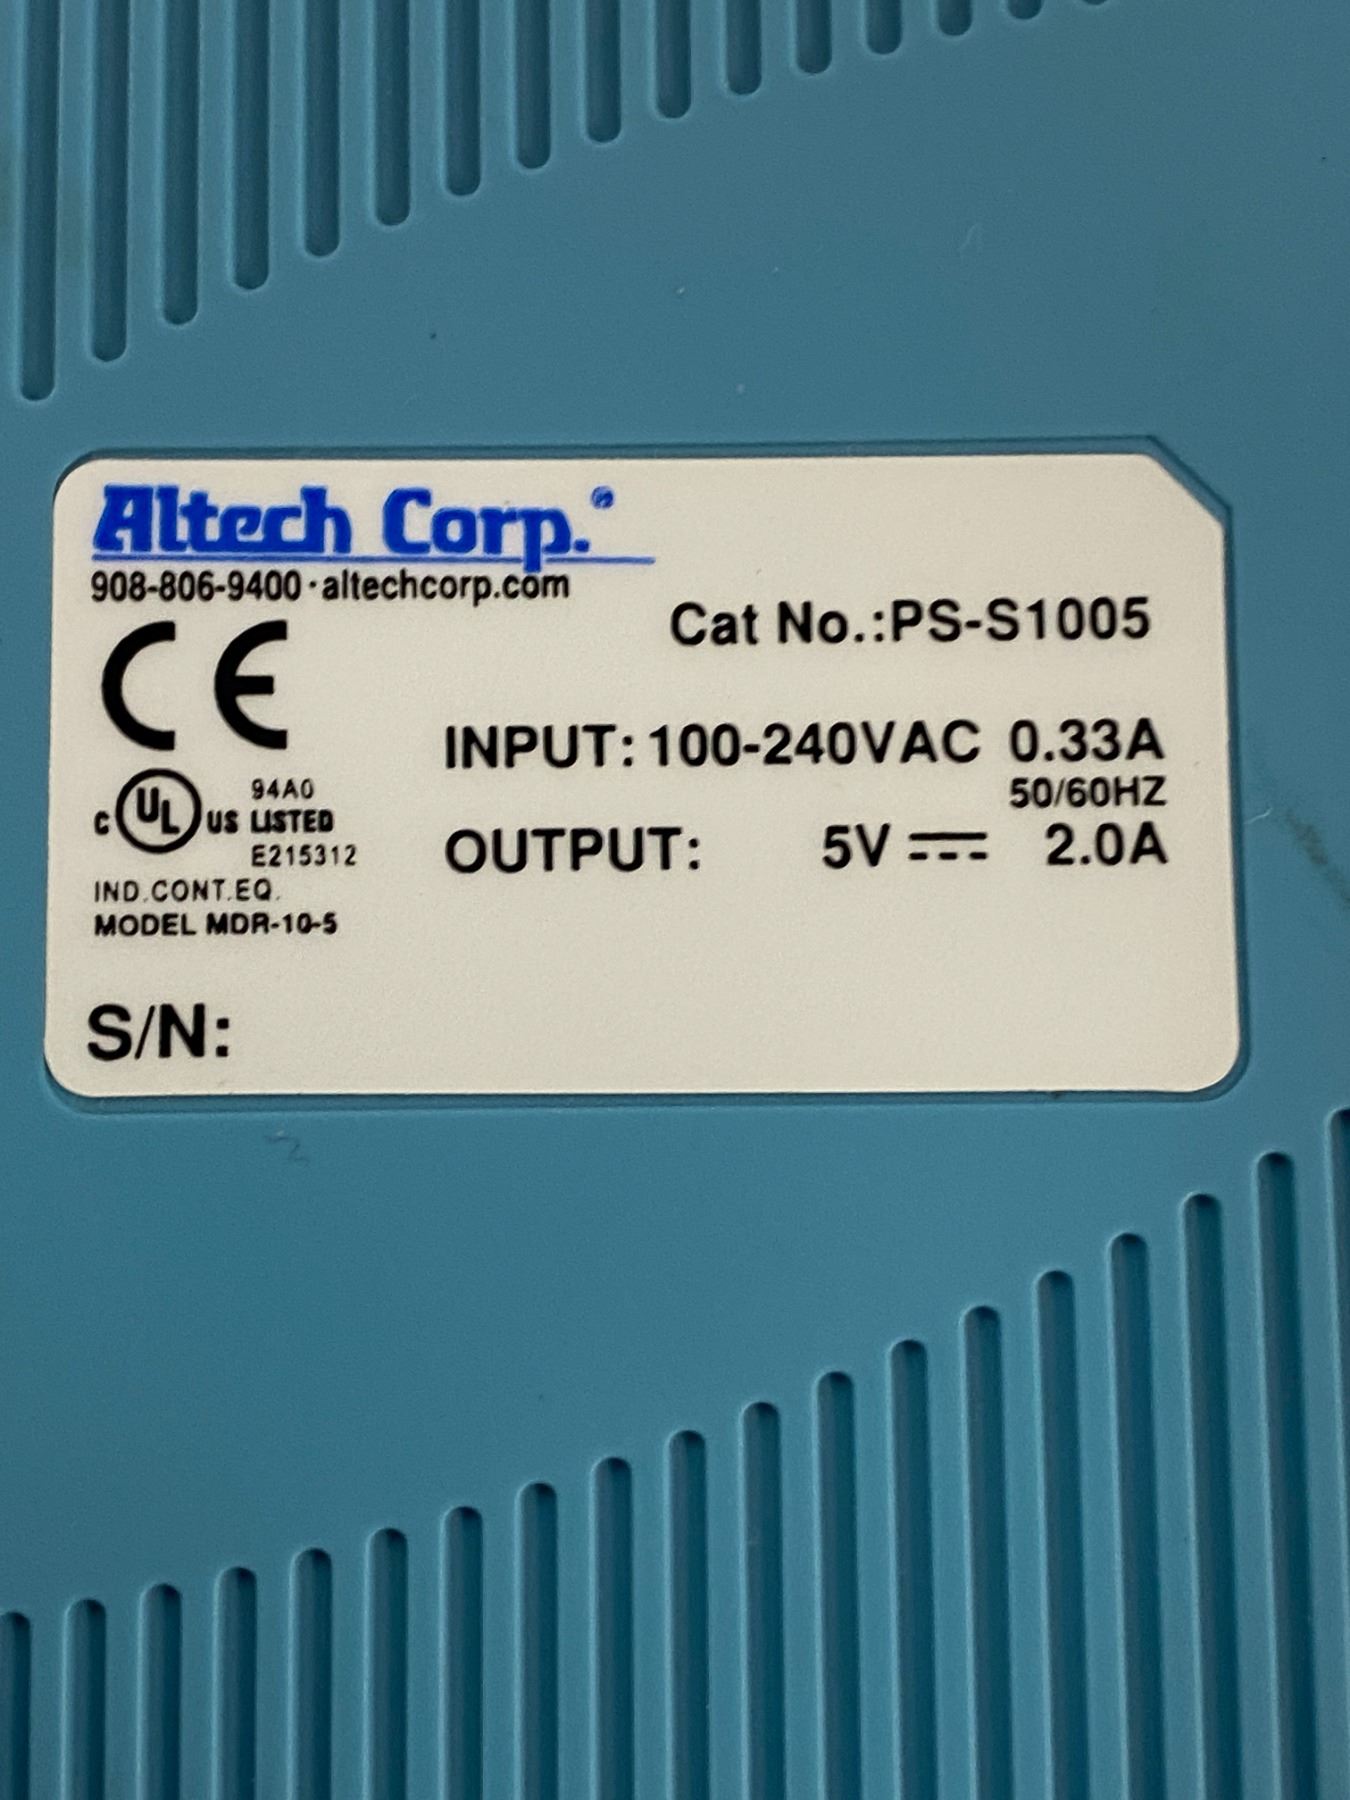 Altech Corp.®
908-806-9400·altechcorp.com
Cat No.:PS-S1005
CE
INPUT: 100-240VAC 0.33A
50/60HZ
OUTPUT: 5V 2.0A
C UL US LISTED
94A0
E215312
IND.CONT.EQ.
MODEL MDR-10-5
S/N: